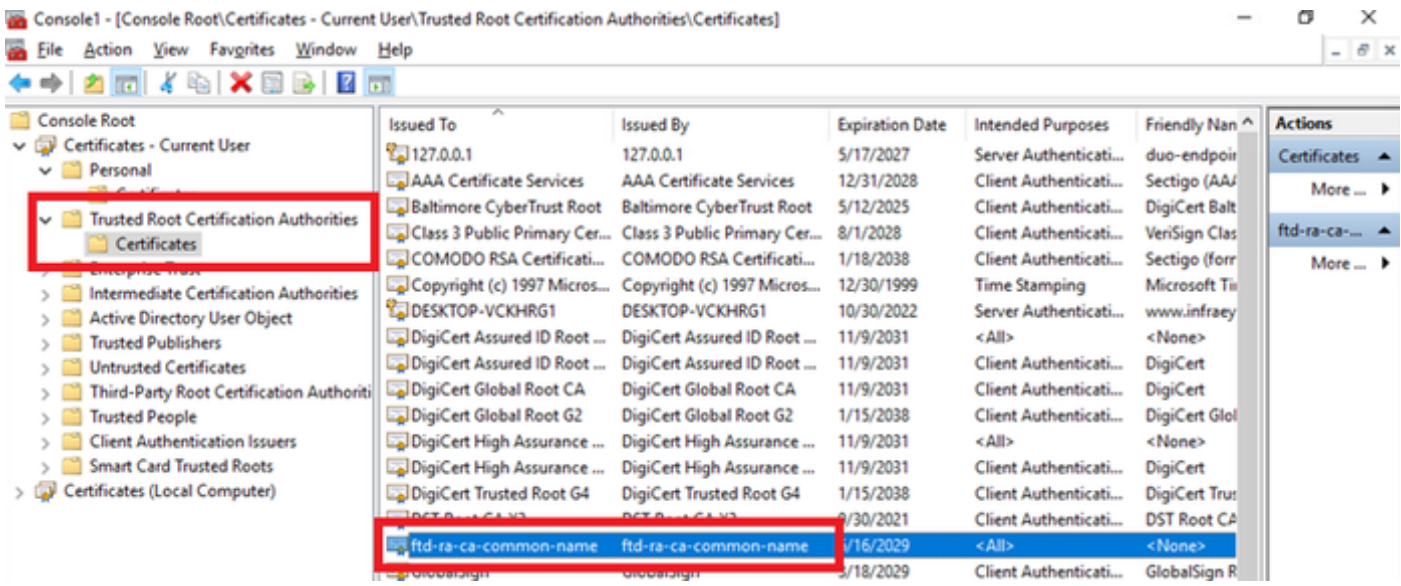 Console1 - [Console Root\Certificates - Current User\Trusted Root Certification Authorities\Certificates]
File Action View Favorites Window Help
Console Root
Certificates - Current User
Personal
Trusted Root Certification Authorities
Certificates
Enterprise Trust
Intermediate Certification Authorities
Active Directory User Object
Trusted Publishers
Untrusted Certificates
Third-Party Root Certification Authoriti
Trusted People
Client Authentication Issuers
Smart Card Trusted Roots
Certificates (Local Computer)
Issued To Issued By Expiration Date Intended Purposes Friendly Nan
127.0.0.1 127.0.0.1 5/17/2027 Server Authenticati... duo-endpoin
AAA Certificate Services AAA Certificate Services 12/31/2028 Client Authenticati... Sectigo (AAA
Baltimore CyberTrust Root Baltimore CyberTrust Root 5/12/2025 Client Authenticati... DigiCert Balt
Class 3 Public Primary Cer... Class 3 Public Primary Cer... 8/1/2028 Client Authenticati... VeriSign Clas
COMODO RSA Certificati... COMODO RSA Certificati... 1/18/2038 Client Authenticati... Sectigo (forr
Copyright (c) 1997 Micros... Copyright (c) 1997 Micros... 12/30/1999 Time Stamping Microsoft Ti
DESKTOP-VCKHRG1 DESKTOP-VCKHRG1 10/30/2022 Server Authenticati... www.infraey
DigiCert Assured ID Root ... DigiCert Assured ID Root ... 11/9/2031 <All> <None>
DigiCert Assured ID Root ... DigiCert Assured ID Root ... 11/9/2031 Client Authenticati... DigiCert
DigiCert Global Root CA DigiCert Global Root CA 11/9/2031 Client Authenticati... DigiCert
DigiCert Global Root G2 DigiCert Global Root G2 1/15/2038 Client Authenticati... DigiCert Glol
DigiCert High Assurance ... DigiCert High Assurance ... 11/9/2031 <All> <None>
DigiCert High Assurance ... DigiCert High Assurance ... 11/9/2031 Client Authenticati... DigiCert
DigiCert Trusted Root G4 DigiCert Trusted Root G4 1/15/2038 Client Authenticati... DigiCert Trus
DST Root CA X3 DST Root CA X3 9/30/2021 Client Authenticati... DST Root CA
ftd-ra-ca-common-name ftd-ra-ca-common-name /16/2029 <All> <None>
GlobalSign GlobalSign /18/2029 Client Authenticati... GlobalSign R
Actions
Certificates
More ...
ftd-ra-ca-...
More ...